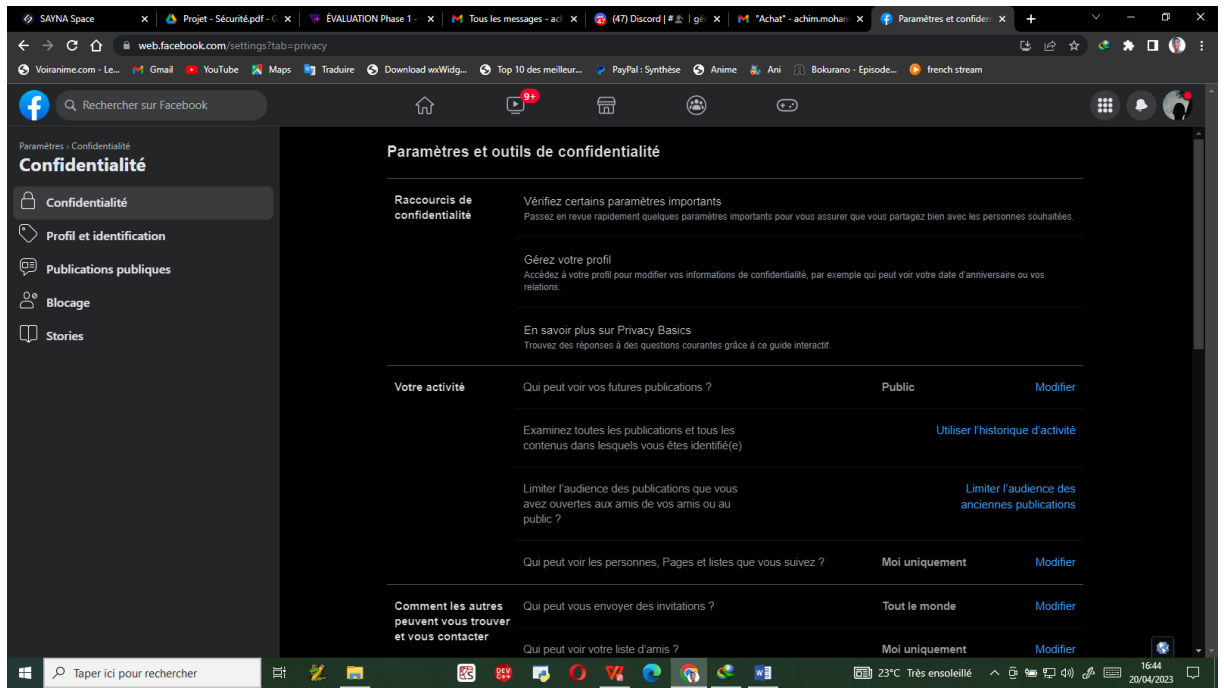 SAYNA Space
Projet - Sécurité.pdf - G
ÉVALUATION Phase 1 -
Tous les messages - ach
(47) Discord | #
"Achat" - achim.moham
Paramètres et confiden
web.facebook.com/settings?tab=privacy
Voiranime.com - Le...
Gmail
YouTube
Maps
Traduire
Download wxWidg...
Top 10 des meilleur...
PayPal : Synthèse
Anime
Ani
Bokurano - Episode...
french stream
Rechercher sur Facebook
9+
Paramètres › Confidentialité
Confidentialité
Confidentialité
Profil et identification
Publications publiques
Blocage
Stories
Paramètres et outils de confidentialité
Raccourcis de
confidentialité
Vérifiez certains paramètres importants
Passez en revue rapidement quelques paramètres importants pour vous assurer que vous partagez bien avec les personnes souhaitées.
Gérez votre profil
Accédez à votre profil pour modifier vos informations de confidentialité, par exemple qui peut voir votre date d'anniversaire ou vos
relations.
En savoir plus sur Privacy Basics
Trouvez des réponses à des questions courantes grâce à ce guide interactif.
Votre activité
Qui peut voir vos futures publications ?
Public
Modifier
Examinez toutes les publications et tous les
contenus dans lesquels vous êtes identifié(e)
Utiliser l'historique d'activité
Limiter l'audience des publications que vous
avez ouvertes aux amis de vos amis ou au
public ?
Limiter l'audience des
anciennes publications
Qui peut voir les personnes, Pages et listes que vous suivez ?
Moi uniquement
Modifier
Comment les autres
peuvent vous trouver
et vous contacter
Qui peut vous envoyer des invitations ?
Tout le monde
Modifier
Qui peut voir votre liste d'amis ?
Moi uniquement
Modifier
Taper ici pour rechercher
23°C Très ensoleillé
16:44
20/04/2023